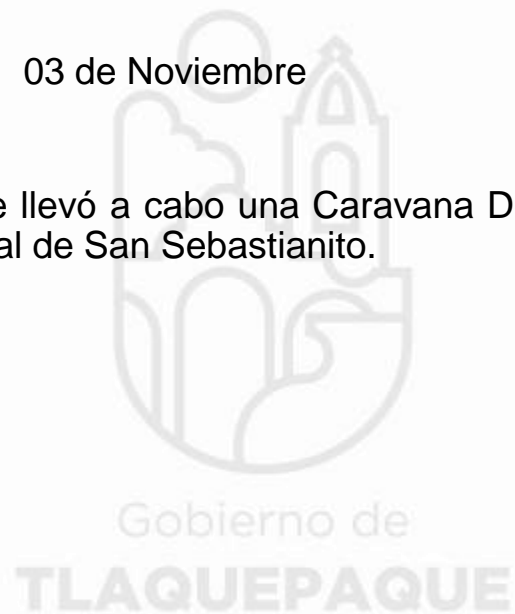 03 de Noviembre
e llevó a cabo una Caravana D
al de San Sebastianito.
Gobierno de
TLAQUEPAQUE